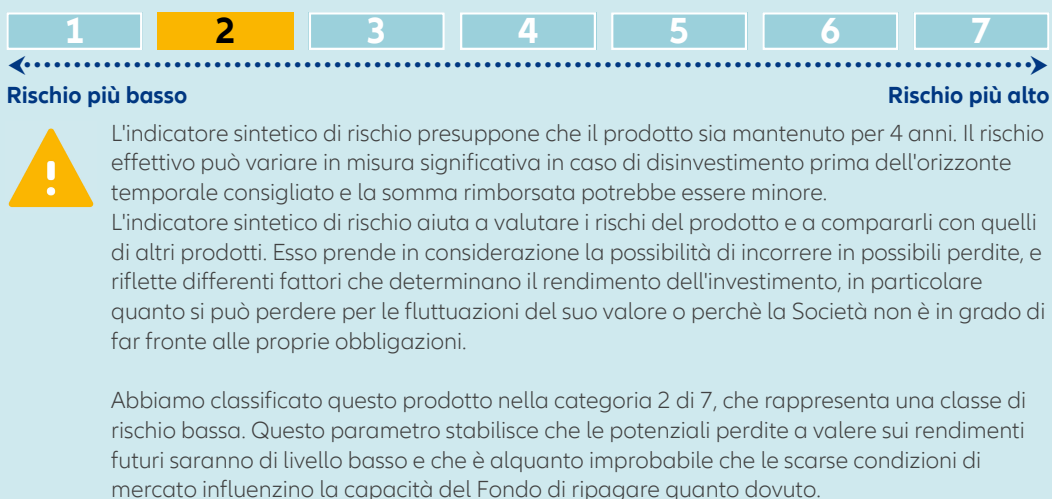 1 2 3 4 5 6 7
Rischio più basso Rischio più alto
L'indicatore sintetico di rischio presuppone che il prodotto sia mantenuto per 4 anni. Il rischio
effettivo può variare in misura significativa in caso di disinvestimento prima dell'orizzonte
temporale consigliato e la somma rimborsata potrebbe essere minore.
L'indicatore sintetico di rischio aiuta a valutare i rischi del prodotto e a compararli con quelli
di altri prodotti. Esso prende in considerazione la possibilità di incorrere in possibili perdite, e
riflette differenti fattori che determinano il rendimento dell'investimento, in particolare
quanto si può perdere per le fluttuazioni del suo valore o perchè la Società non è in grado di
far fronte alle proprie obbligazioni.
Abbiamo classificato questo prodotto nella categoria 2 di 7, che rappresenta una classe di
rischio bassa. Questo parametro stabilisce che le potenziali perdite a valere sui rendimenti
futuri saranno di livello basso e che è alquanto improbabile che le scarse condizioni di
mercato influenzino la capacità del Fondo di ripagare quanto dovuto.